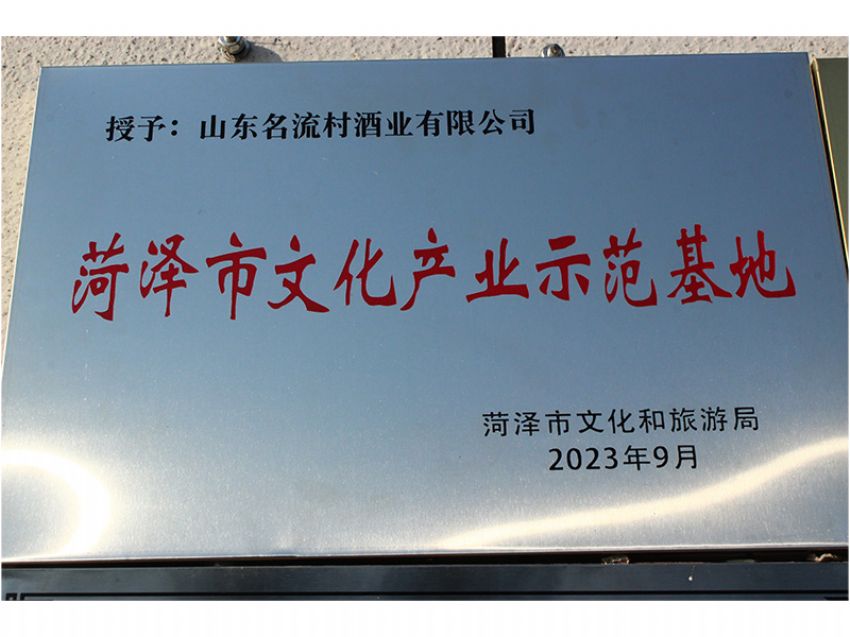 授予：山东名流村酒业有限公司
菏泽市文化产业示范基地
菏泽市文化和旅游局
2023年9月